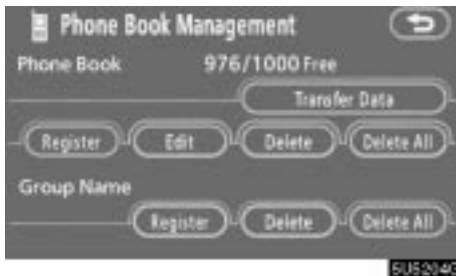 Phone Book Management
Phone Book 976/1000 Free
Transfer Data
Register Edit Delete Delete All
Group Name
Register Delete Delete All
5U5204G